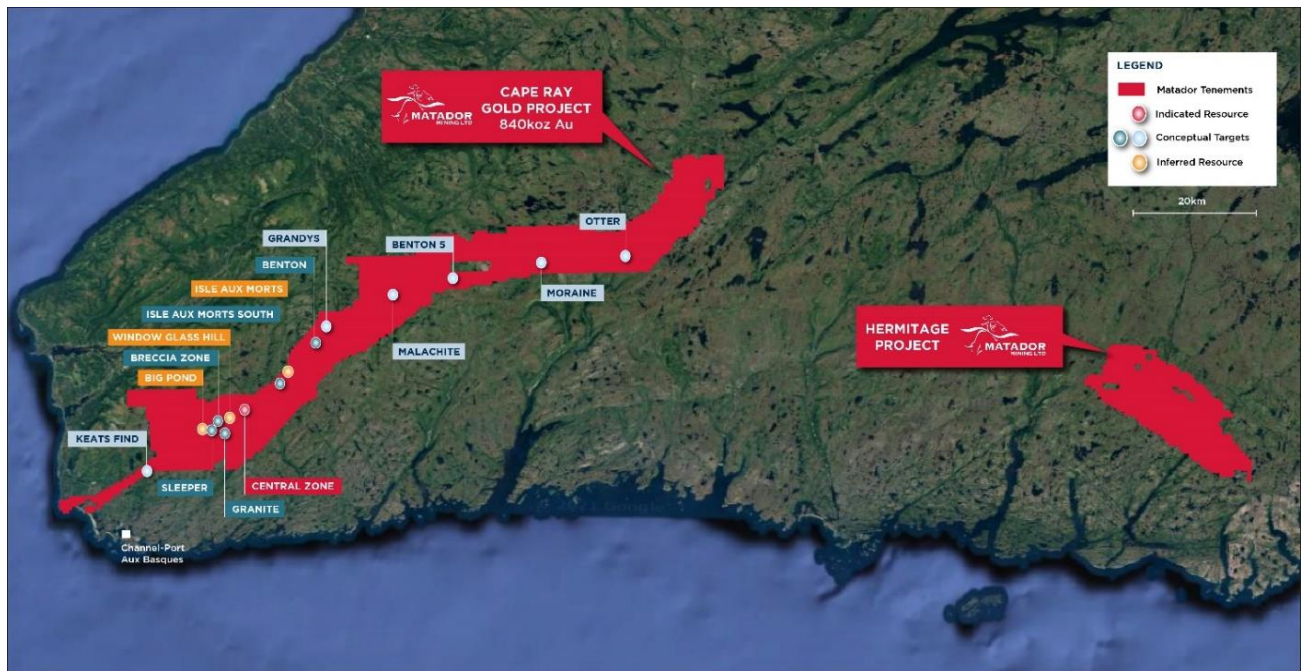 MATADOR
MINING LTD
CAPE RAY
GOLD PROJECT
840koz Au
LEGEND
Matador Tenements
Indicated Resource
Conceptual Targets
Inferred Resource
20km
OTTER
GRANDYS
BENTON 5
BENTON
ISLE AUX MORTS
MORAINE
ISLE AUX MORTS SOUTH
WINDOW GLASS HILL
MALACHITE
BRECCIA ZONE
BIG POND
HERMITAGE
PROJECT
MATADOR
MINING LTD
KEATS FIND
SLEEPER
CENTRAL ZONE
GRANITE
Channel-Port
Aux Basques